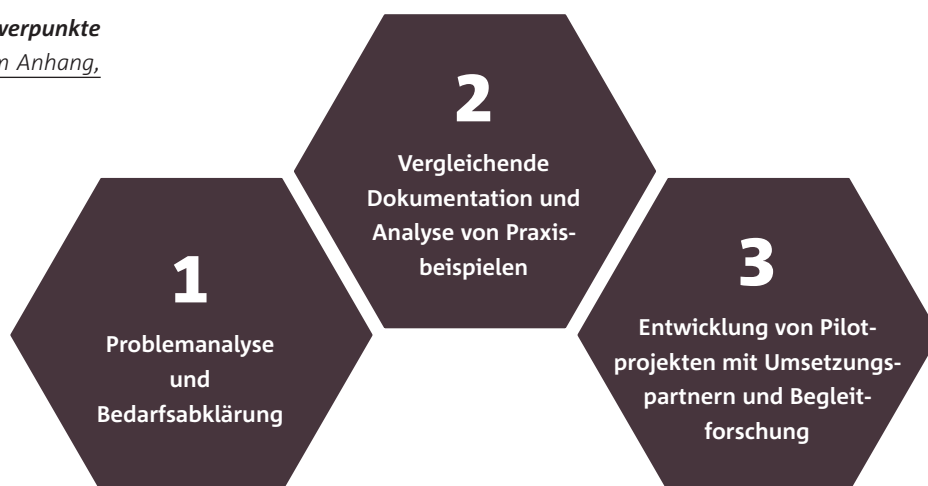 werpunkte
Anhang,
1
Problemanalyse
und
Bedarfsabklärung
2
Vergleichende
Dokumentation und
Analyse von Praxis-
beispielen
3
Entwicklung von Pilot-
projekten mit Umsetzungs-
partnern und Begleit-
forschung